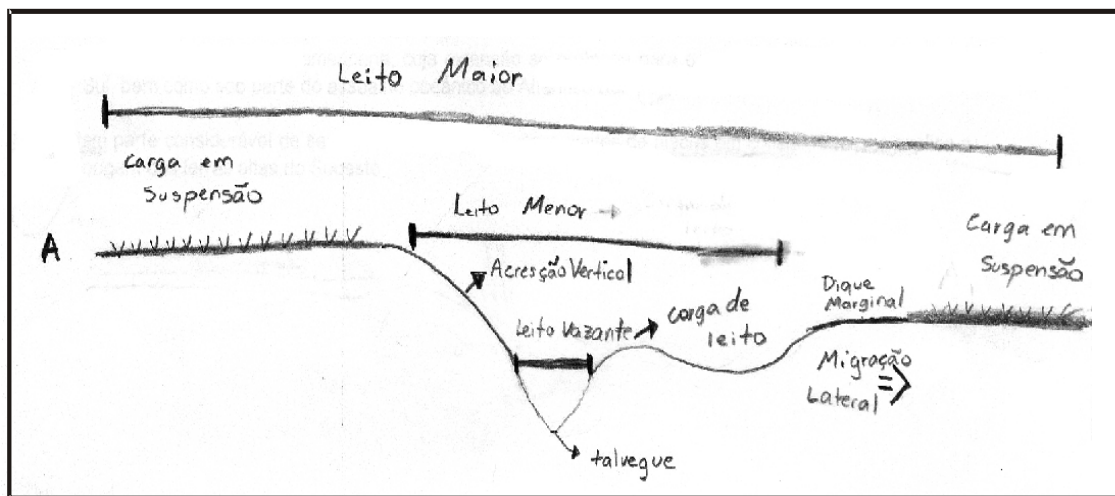 Leito Maior
Carga em
Suspensão
Leito Menor
Carga em
Suspensão
A
Acresção Vertical
Dique
Marginal
Leito Vazante
Carga de
leito
Migração
Lateral
talvegue